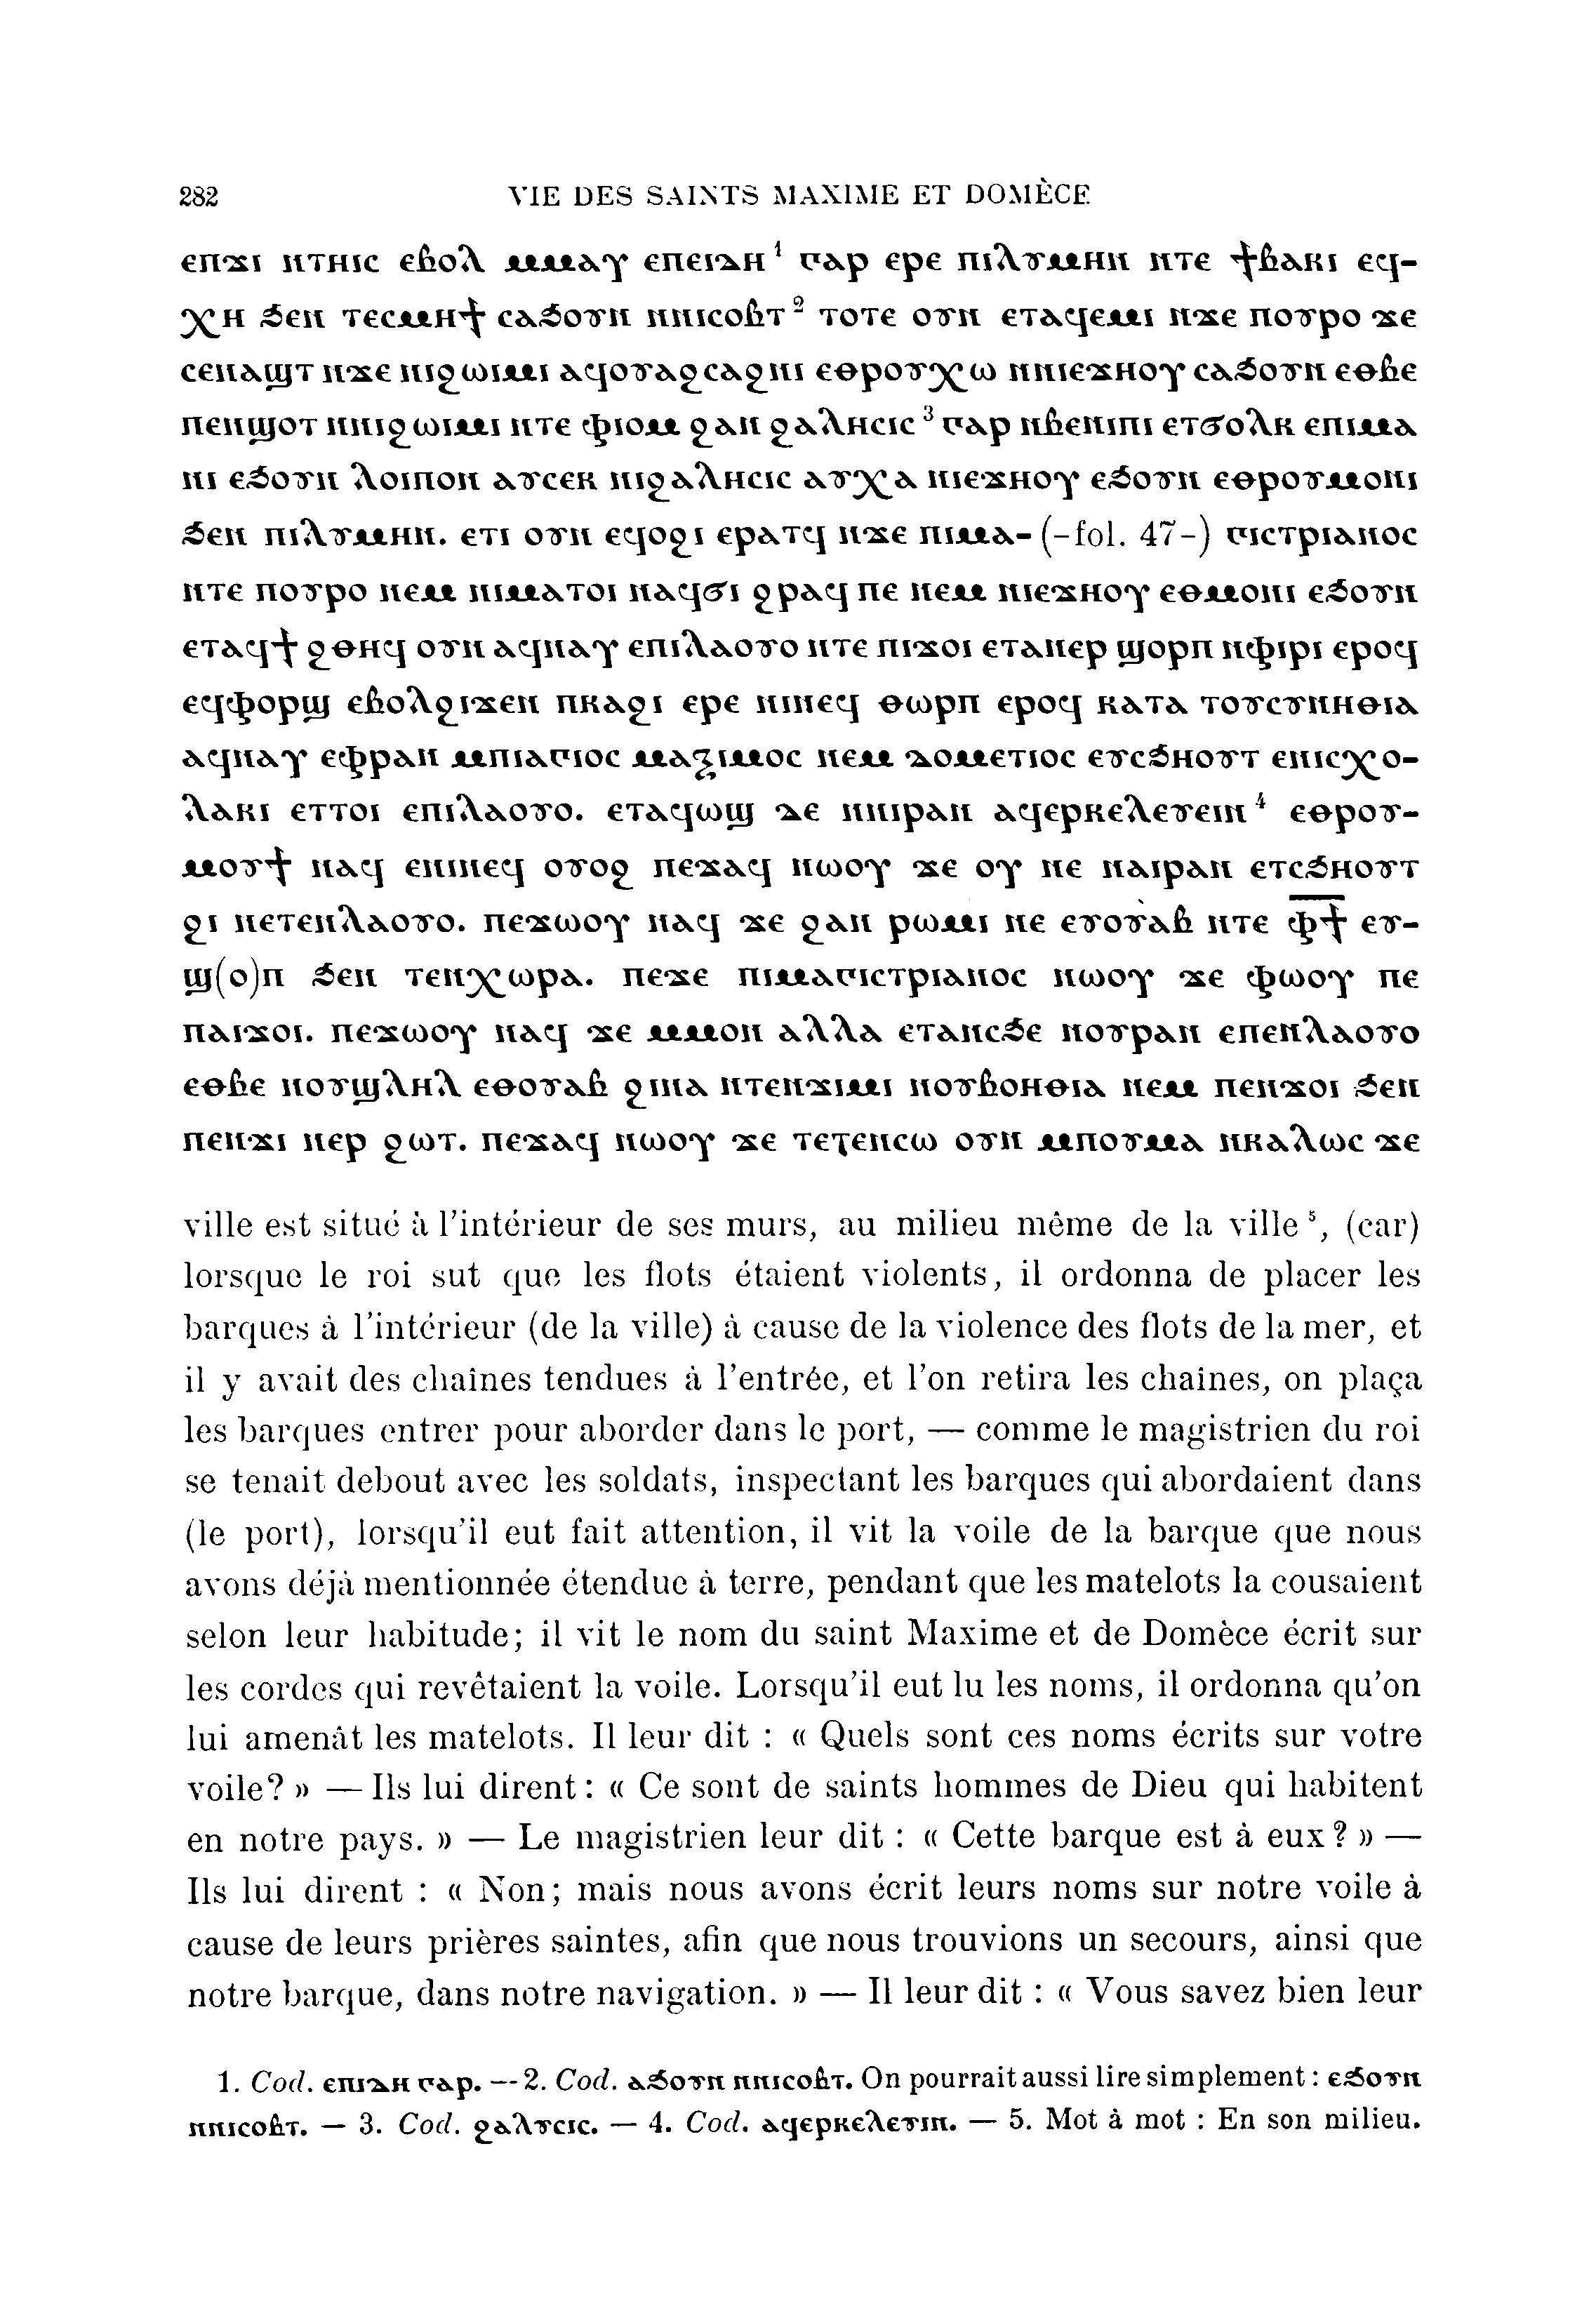 282 VIE DES SAINTS MAXIME ET DOMÈCE
ⲉⲡϫⲓ ⲛⲧⲏⲓⲥ ⲉⲃⲟⲗ ⲙⲙⲁⲩ ⲉⲡⲉⲓⲇⲏ¹ ⲅⲁⲣ ⲉⲣⲉ ⲡⲓⲗⲩⲙⲏⲛ ⲛⲧⲉ ϯⲃⲁⲕⲓ ⲉϥ-
ⲭⲏ ϧⲉⲛ ⲧⲉⲥⲙⲏϯ ⲥⲁϧⲟⲩⲛ ⲛⲛⲓⲥⲟⲃⲧ² ⲧⲟⲧⲉ ⲟⲩⲛ ⲉⲧⲁϥⲉⲙⲓ ⲛϫⲉ ⲡⲟⲩⲣⲟ ϫⲉ
ⲥⲉⲛⲁϣⲧ ⲛϫⲉ ⲛⲓϩⲱⲓⲙⲓ ⲁϥⲟⲩⲁϩⲥⲁϩⲛⲓ ⲉⲑⲣⲟⲩⲭⲱ ⲛⲛⲓⲉϫⲏⲟⲩ ⲥⲁϧⲟⲩⲛ ⲉⲑⲃⲉ
ⲡⲉⲛϣⲟⲧ ⲛⲛⲓϩⲱⲓⲙⲓ ⲛⲧⲉ ⲫⲓⲟⲙ ϩⲁⲛ ϩⲁⲗⲏⲥⲓⲥ³ ⲅⲁⲣ ⲛⲃⲉⲛⲓⲡⲓ ⲉⲧϭⲟⲗⲕ ⲉⲡⲓⲙⲁ
ⲛⲓ ⲉϧⲟⲩⲛ ⲗⲟⲓⲡⲟⲛ ⲁⲩⲥⲉⲕ ⲛⲓϩⲁⲗⲏⲥⲓⲥ ⲁⲩⲭⲁ ⲛⲓⲉϫⲏⲟⲩ ⲉϧⲟⲩⲛ ⲉⲑⲣⲟⲩⲙⲟⲛⲓ
ϧⲉⲛ ⲡⲓⲗⲩⲙⲏⲛ. ⲉⲧⲓ ⲟⲩⲛ ⲉϥⲟϩⲓ ⲉⲣⲁⲧϥ ⲛϫⲉ ⲡⲓⲙⲁ- (-fol. 47-) ⲅⲓⲥⲧⲣⲓⲁⲛⲟⲥ
ⲛⲧⲉ ⲡⲟⲩⲣⲟ ⲛⲉⲙ ⲛⲓⲙⲁⲧⲟⲓ ⲛⲁϥϭⲓ ϩⲣⲁϥ ⲡⲉ ⲛⲉⲙ ⲛⲓⲉϫⲏⲟⲩ ⲉⲑⲙⲟⲛⲓ ⲉϧⲟⲩⲛ
ⲉⲧⲁϥϯ ϩⲑⲏϥ ⲟⲩⲛ ⲁϥⲛⲁⲩ ⲉⲡⲓⲗⲁⲟⲩⲟ ⲛⲧⲉ ⲡⲓϫⲟⲓ ⲉⲧⲁⲛⲉⲣ ϣⲟⲣⲡ ⲛⲫⲓⲣⲓ ⲉⲣⲟϥ
ⲉϥⲫⲟⲣϣ ⲉⲃⲟⲗϩⲓϫⲉⲛ ⲡⲕⲁϩⲓ ⲉⲣⲉ ⲛⲓⲛⲉϥ ⲑⲱⲣⲡ ⲉⲣⲟϥ ⲕⲁⲧⲁ ⲧⲟⲩⲥⲩⲛⲏⲑⲓⲁ
ⲁϥⲛⲁⲩ ⲉⲫⲣⲁⲛ ⲙⲡⲓⲁⲅⲓⲟⲥ ⲙⲁⲝⲓⲙⲟⲥ ⲛⲉⲙ ⲇⲟⲙⲉⲧⲓⲟⲥ ⲉⲩⲥϧⲏⲟⲩⲧ ⲉⲛⲓⲥⲭⲟ-
ⲗⲁⲕⲓ ⲉⲧⲧⲟⲓ ⲉⲡⲓⲗⲁⲟⲩⲟ. ⲉⲧⲁϥⲱϣ ⲇⲉ ⲛⲛⲓⲣⲁⲛ ⲁϥⲉⲣⲕⲉⲗⲉⲩⲉⲓⲛ⁴ ⲉⲑⲣⲟⲩ-
ⲙⲟⲩϯ ⲛⲁϥ ⲉⲛⲓⲛⲉϥ ⲟⲩⲟϩ ⲡⲉϫⲁϥ ⲛⲱⲟⲩ ϫⲉ ⲟⲩ ⲛⲉ ⲛⲁⲓⲣⲁⲛ ⲉⲧⲥϧⲏⲟⲩⲧ
ϩⲓ ⲛⲉⲧⲉⲛⲗⲁⲟⲩⲟ. ⲡⲉϫⲱⲟⲩ ⲛⲁϥ ϫⲉ ϩⲁⲛ ⲣⲱⲙⲓ ⲛⲉ ⲉⲩⲟⲩ̀ⲁⲃ ⲛⲧⲉ ⲫ̅ϯ̅ ⲉⲩ-
ϣ(ⲟ)ⲡ ϧⲉⲛ ⲧⲉⲛⲭⲱⲣⲁ. ⲡⲉϫⲉ ⲡⲓⲙⲁⲅⲓⲥⲧⲣⲓⲁⲛⲟⲥ ⲛⲱⲟⲩ ϫⲉ ⲫⲱⲟⲩ ⲡⲉ
ⲡⲁⲓϫⲟⲓ. ⲡⲉϫⲱⲟⲩ ⲛⲁϥ ϫⲉ ⲙⲙⲟⲛ ⲁⲗⲗⲁ ⲉⲧⲁⲛⲥϧⲉ ⲛⲟⲩⲣⲁⲛ ⲉⲡⲉⲛⲗⲁⲟⲩⲟ
ⲉⲑⲃⲉ ⲛⲟⲩϣⲗⲏⲗ ⲉⲑⲟⲩⲁⲃ ϩⲓⲛⲁ ⲛⲧⲉⲛϫⲓⲙⲓ ⲛⲟⲩⲃⲟⲏⲑⲓⲁ ⲛⲉⲙ ⲡⲉⲛϫⲟⲓ ϧⲉⲛ
ⲡⲉⲛϫⲓ ⲛⲉⲣ ϩⲱⲧ. ⲡⲉϫⲁϥ ⲛⲱⲟⲩ ϫⲉ ⲧⲉⲧⲉⲛⲥⲱ ⲟⲩⲛ ⲙⲡⲟⲩⲙⲁ ⲛⲕⲁⲗⲱⲥ ϫⲉ
ville est situé à l'intérieur de ses murs, au milieu même de la ville⁵, (car)
lorsque le roi sut que les flots étaient violents, il ordonna de placer les
barques à l'intérieur (de la ville) à cause de la violence des flots de la mer, et
il y avait des chaînes tendues à l'entrée, et l'on retira les chaines, on plaça
les barques entrer pour aborder dans le port, — comme le magistrien du roi
se tenait debout avec les soldats, inspectant les barques qui abordaient dans
(le port), lorsqu'il eut fait attention, il vit la voile de la barque que nous
avons déjà mentionnée étendue à terre, pendant que les matelots la cousaient
selon leur habitude; il vit le nom du saint Maxime et de Domèce écrit sur
les cordes qui revêtaient la voile. Lorsqu'il eut lu les noms, il ordonna qu'on
lui amenât les matelots. Il leur dit : « Quels sont ces noms écrits sur votre
voile? » — Ils lui dirent : « Ce sont de saints hommes de Dieu qui habitent
en notre pays. » — Le magistrien leur dit : « Cette barque est à eux? » —
Ils lui dirent : « Non; mais nous avons écrit leurs noms sur notre voile à
cause de leurs prières saintes, afin que nous trouvions un secours, ainsi que
notre barque, dans notre navigation. » — Il leur dit : « Vous savez bien leur
1. Cod. ⲉⲡⲓⲇⲏ ⲅⲁⲣ. — 2. Cod. ⲁϧⲟⲩⲛ ⲛⲛⲓⲥⲟⲃⲧ. On pourrait aussi lire simplement : ⲉϧⲟⲩⲛ
ⲛⲛⲓⲥⲟⲃⲧ. — 3. Cod. ϩⲁⲗⲩⲥⲓⲥ. — 4. Cod. ⲁϥⲉⲣⲕⲉⲗⲉⲩⲓⲛ. — 5. Mot à mot : En son milieu.